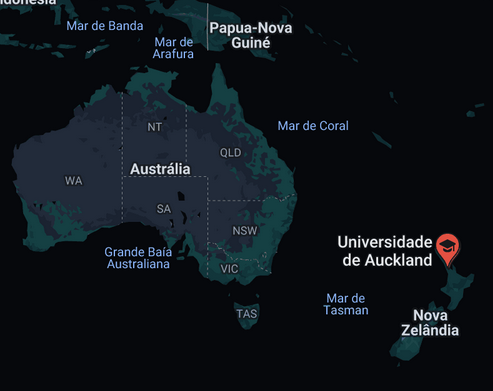 Indonésia
Mar de Banda
Papua-Nova
Guiné
Mar de
Arafura
Mar de Coral
NT
QLD
Austrália
WA
SA
NSW
Universidade
de Auckland
Grande Baía
Australiana
VIC
Mar de
Tasman
TAS
Nova
Zelândia